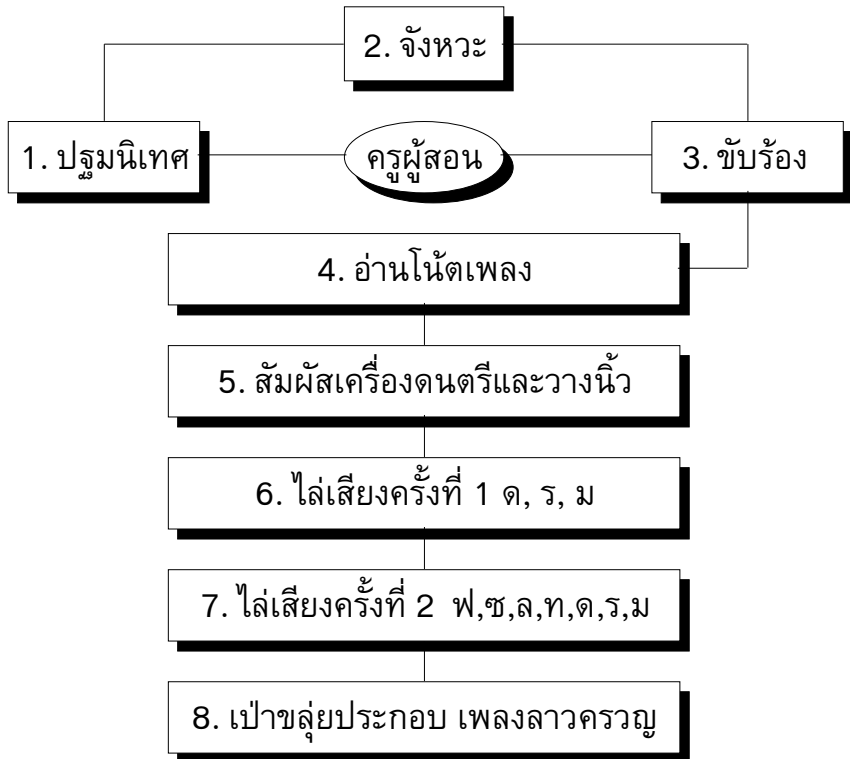 2. จังหวะ
1. ปฐมนิเทศ
ครูผู้สอน
3. ขับร้อง
4. อ่านโน้ตเพลง
5. สัมผัสเครื่องดนตรีและวางนิ้ว
6. ไล่เสียงครั้งที่ 1 ด, ร, ม
7. ไล่เสียงครั้งที่ 2 ฟ,ซ,ล,ท,ด,ร,ม
8. เป่าขลุ่ยประกอบ เพลงลาวครวญ